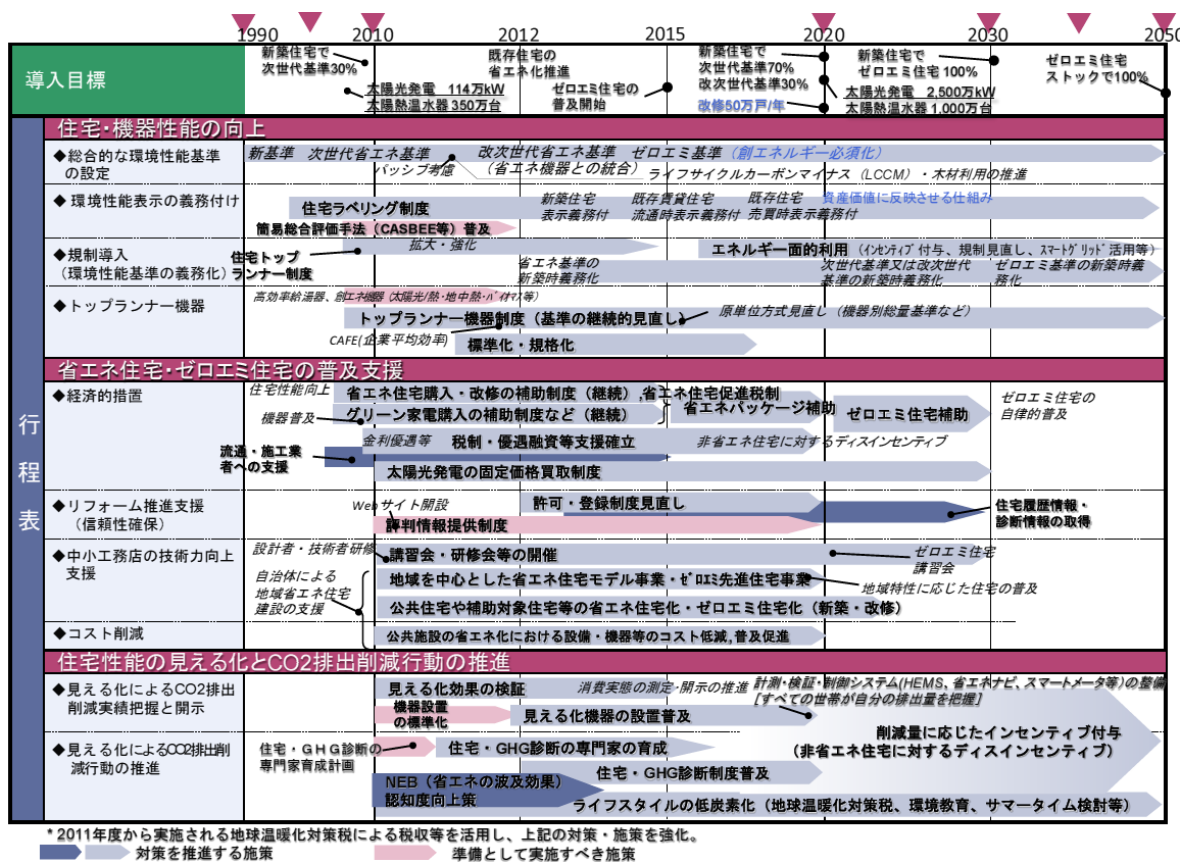 1990 2010 2012 2015 2020 2030 2050
導入目標
新築住宅で
次世代基準30%
太陽光発電 114万kW
太陽熱温水器 350万台
既存住宅の
省エネ化推進
ゼロエミ住宅の
普及開始
新築住宅で
次世代基準70%
改次世代基準30%
改修50万戸/年
新築住宅で
ゼロエミ住宅 100%
太陽光発電 2,500万kW
太陽熱温水器 1,000万台
ゼロエミ住宅
ストックで100%
行程表
住宅・機器性能の向上
◆総合的な環境性能基準
の設定
新基準 次世代省エネ基準 改次世代省エネ基準 ゼロエミ基準(創エネルギー必須化)
パッシブ考慮
(省エネ機器との統合)
ライフサイクルカーボンマイナス(LCCM)・木材利用の推進
◆環境性能表示の義務付け
住宅ラベリング制度
新築住宅
表示義務付
既存賃貸住宅
流通時表示義務付
既存住宅
売買時表示義務付
資産価値に反映させる仕組み
簡易総合評価手法(CASBEE等)普及
◆規制導入
(環境性能基準の義務化)
住宅トップ
ランナー制度
拡大・強化
エネルギー面的利用(インセンティブ付与、規制見直し、スマートグリッド活用等)
省エネ基準の
新築時義務化
次世代基準又は改次世代
基準の新築時義務化
ゼロエミ基準の新築時義
務化
◆トップランナー機器
高効率給湯器、創エネ機器(太陽光/熱・地中熱・バイオマス等)
トップランナー機器制度(基準の継続的見直し)
原単位方式見直し(機器別総量基準など)
CAFE(企業平均効率)
標準化・規格化
省エネ住宅・ゼロエミ住宅の普及支援
◆経済的措置
住宅性能向上
省エネ住宅購入・改修の補助制度(継続),省エネ住宅促進税制
機器普及
グリーン家電購入の補助制度など(継続)
省エネパッケージ補助
ゼロエミ住宅補助
ゼロエミ住宅の
自律的普及
金利優遇等
税制・優遇融資等支援確立
非省エネ住宅に対するディスインセンティブ
流通・施工業
者への支援
太陽光発電の固定価格買取制度
◆リフォーム推進支援
(信頼性確保)
Webサイト開設
許可・登録制度見直し
評判情報提供制度
住宅履歴情報・
診断情報の取得
◆中小工務店の技術力向上
支援
設計者・技術者研修
講習会・研修会等の開催
ゼロエミ住宅
講習会
自治体による
地域省エネ住宅
建設の支援
地域を中心とした省エネ住宅モデル事業・ゼロエミ先進住宅事業
地域特性に応じた住宅の普及
公共住宅や補助対象住宅等の省エネ住宅化・ゼロエミ住宅化(新築・改修)
◆コスト削減
公共施設の省エネ化における設備・機器等のコスト低減,普及促進
住宅性能の見える化とCO2排出削減行動の推進
◆見える化によるCO2排出
削減実績把握と開示
見える化効果の検証
消費実態の測定・開示の推進
計測・検証・制御システム(HEMS、省エネナビ、スマートメータ等)の整備
[すべての世帯が自分の排出量を把握]
機器設置
の標準化
見える化機器の設置普及
削減量に応じたインセンティブ付与
(非省エネ住宅に対するディスインセンティブ)
◆見える化によるCO2排出削
減行動の推進
住宅・GHG診断の
専門家育成計画
住宅・GHG診断の専門家の育成
住宅・GHG診断制度普及
NEB(省エネの波及効果)
認知度向上策
ライフスタイルの低炭素化(地球温暖化対策税、環境教育、サマータイム検討等)
*2011年度から実施される地球温暖化対策税による税収等を活用し、上記の対策・施策を強化。
対策を推進する施策
準備として実施すべき施策